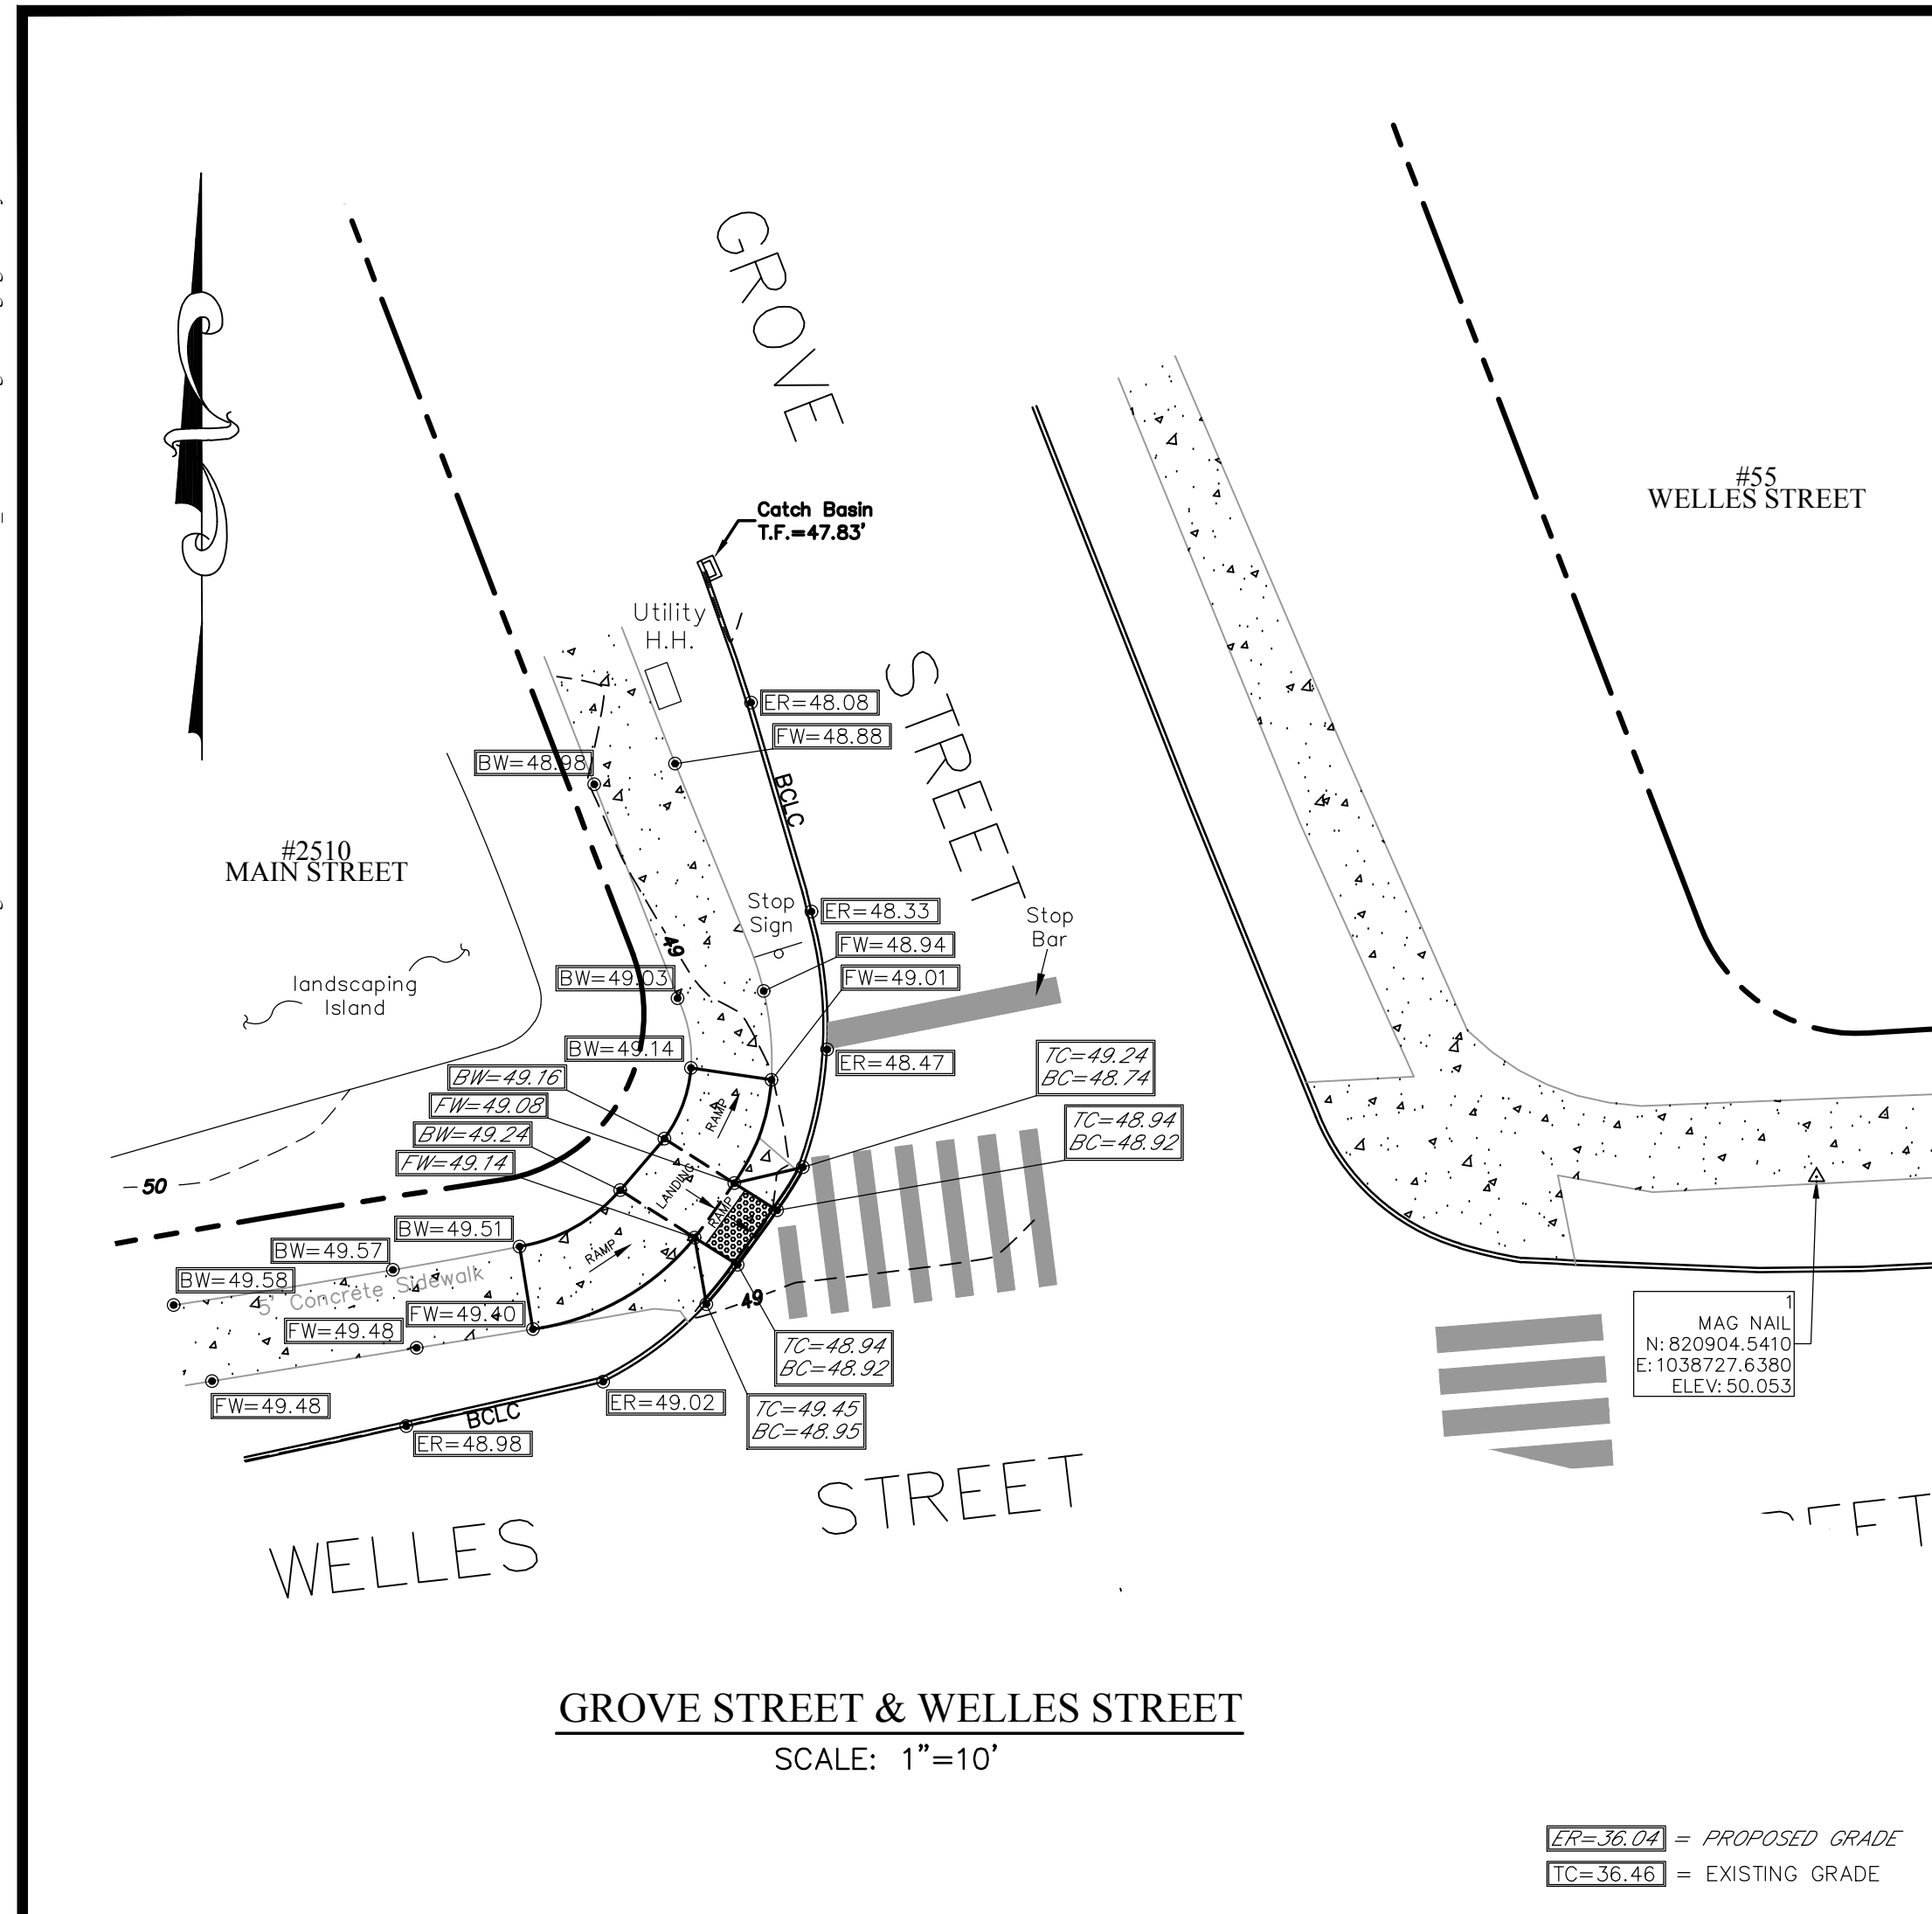 GROVE
STREET
Catch Basin
T.F.=47.83'
#55
WELLES STREET
Utility
H.H.
ER=48.08
FW=48.88
BW=48.98
BCLC
#2510
MAIN STREET
Stop
Sign
ER=48.33
Stop
Bar
FW=48.94
49
BW=49.03
FW=49.01
landscaping
Island
BW=49.14
ER=48.47
TC=49.24
BC=48.74
BW=49.16
FW=49.08
RAMP
TC=48.94
BC=48.92
BW=49.24
FW=49.14
50
LANDING
RAMP
BW=49.51
RAMP
BW=49.57
BW=49.58
5' Concrete Sidewalk
FW=49.40
49
FW=49.48
1
MAG NAIL
N: 820904.5410
E: 1038727.6380
ELEV: 50.053
TC=48.94
BC=48.92
FW=49.48
ER=49.02
TC=49.45
BC=48.95
BCLC
ER=48.98
WELLES
STREET
GROVE STREET & WELLES STREET
SCALE: 1"=10'
ER=36.04 = PROPOSED GRADE
TC=36.46 = EXISTING GRADE